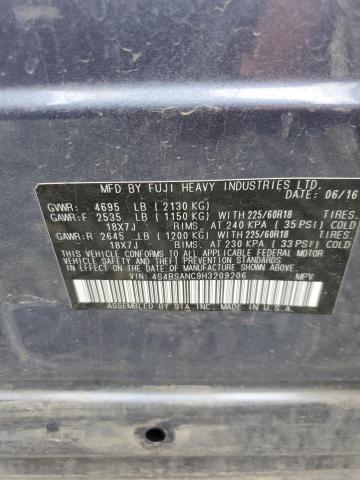 MFD BY FUJI HEAVY INDUSTRIES LTD.
DATE: 06/16
GVWR: 4695 LB (2130 KG)
GAWR:F 2535 LB (1150 KG) WITH 225/60R18 TIRES
18X7J RIMS. AT 240 KPA (35 PSI) COLD
GAWR:R 2645 LB (1200 KG) WITH 225/60R18 TIRES
18X7J RIMS. AT 230 KPA (33 PSI) COLD
THIS VEHICLE CONFORMS TO ALL APPLICABLE FEDERAL MOTOR
VEHICLE SAFETY AND THEFT PREVENTION STANDARDS IN
EFFECT ON THE DATE OF MANUFACTURE SHOWN ABOVE.
VIN: 4S4BSANC9H3209206 MPV
ASSEMBLED BY SIA INC. MADE IN U.S.A.